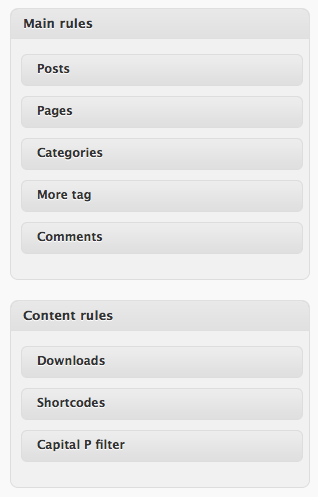 Main rules
Posts
Pages
Categories
More tag
Comments
Content rules
Downloads
Shortcodes
Capital P filter